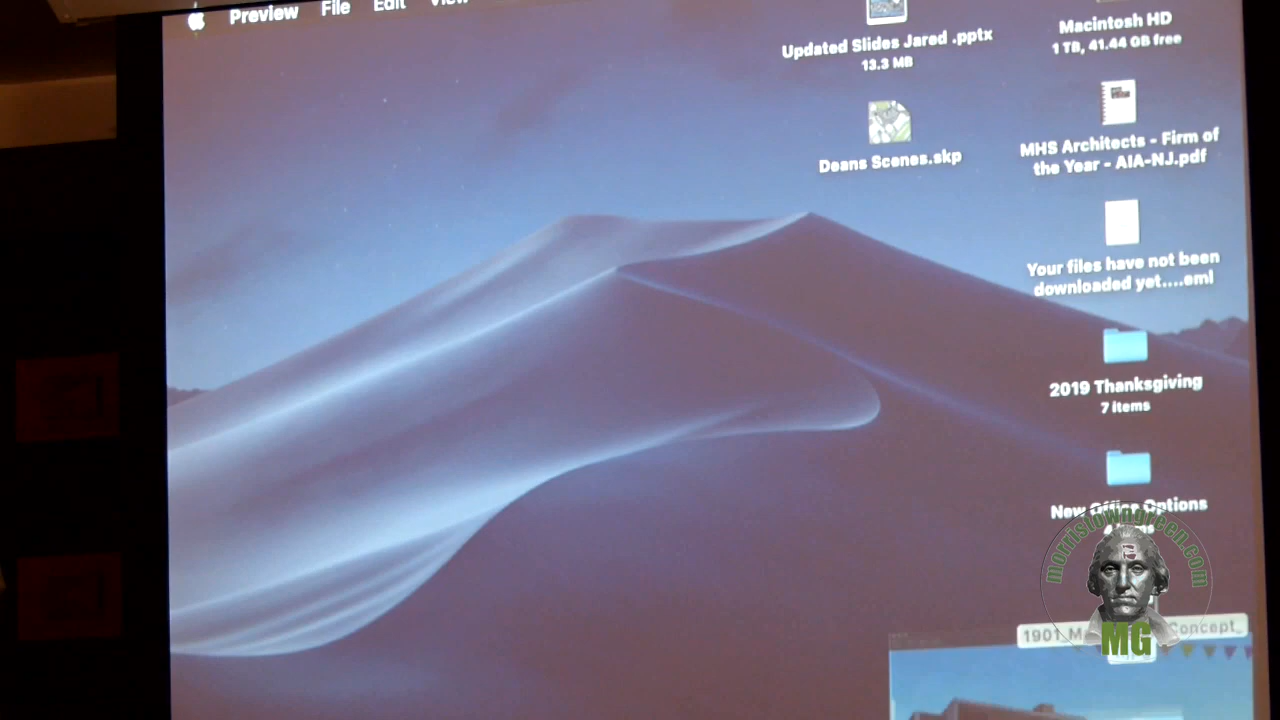 Preview File Edit View
Updated Slides Jared .pptx
13.3 MB
Macintosh HD
1 TB, 41.44 GB free
Deans Scenes.skp
MHS Architects - Firm of
the Year - AIA-NJ.pdf
Your files have not been
downloaded yet....eml
2019 Thanksgiving
7 items
New Office Options
morristowngreen.com
MG
1901 Concept